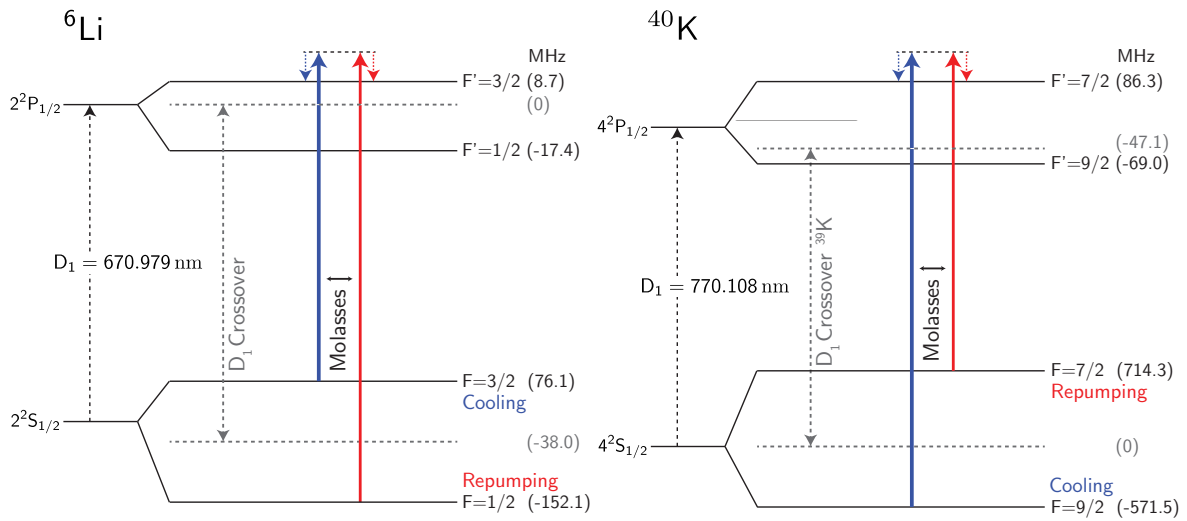 ⁶Li
MHz
F'=3/2 (8.7)
2²P₁/₂
(0)
F'=1/2 (-17.4)
D₁ = 670.979 nm
D₁ Crossover
Molasses
F=3/2 (76.1)
Cooling
2²S₁/₂
(-38.0)
Repumping
F=1/2 (-152.1)
⁴⁰K
MHz
F'=7/2 (86.3)
4²P₁/₂
(-47.1)
F'=9/2 (-69.0)
D₁ = 770.108 nm
D₁ Crossover ³⁹K
Molasses
F=7/2 (714.3)
Repumping
4²S₁/₂
(0)
Cooling
F=9/2 (-571.5)